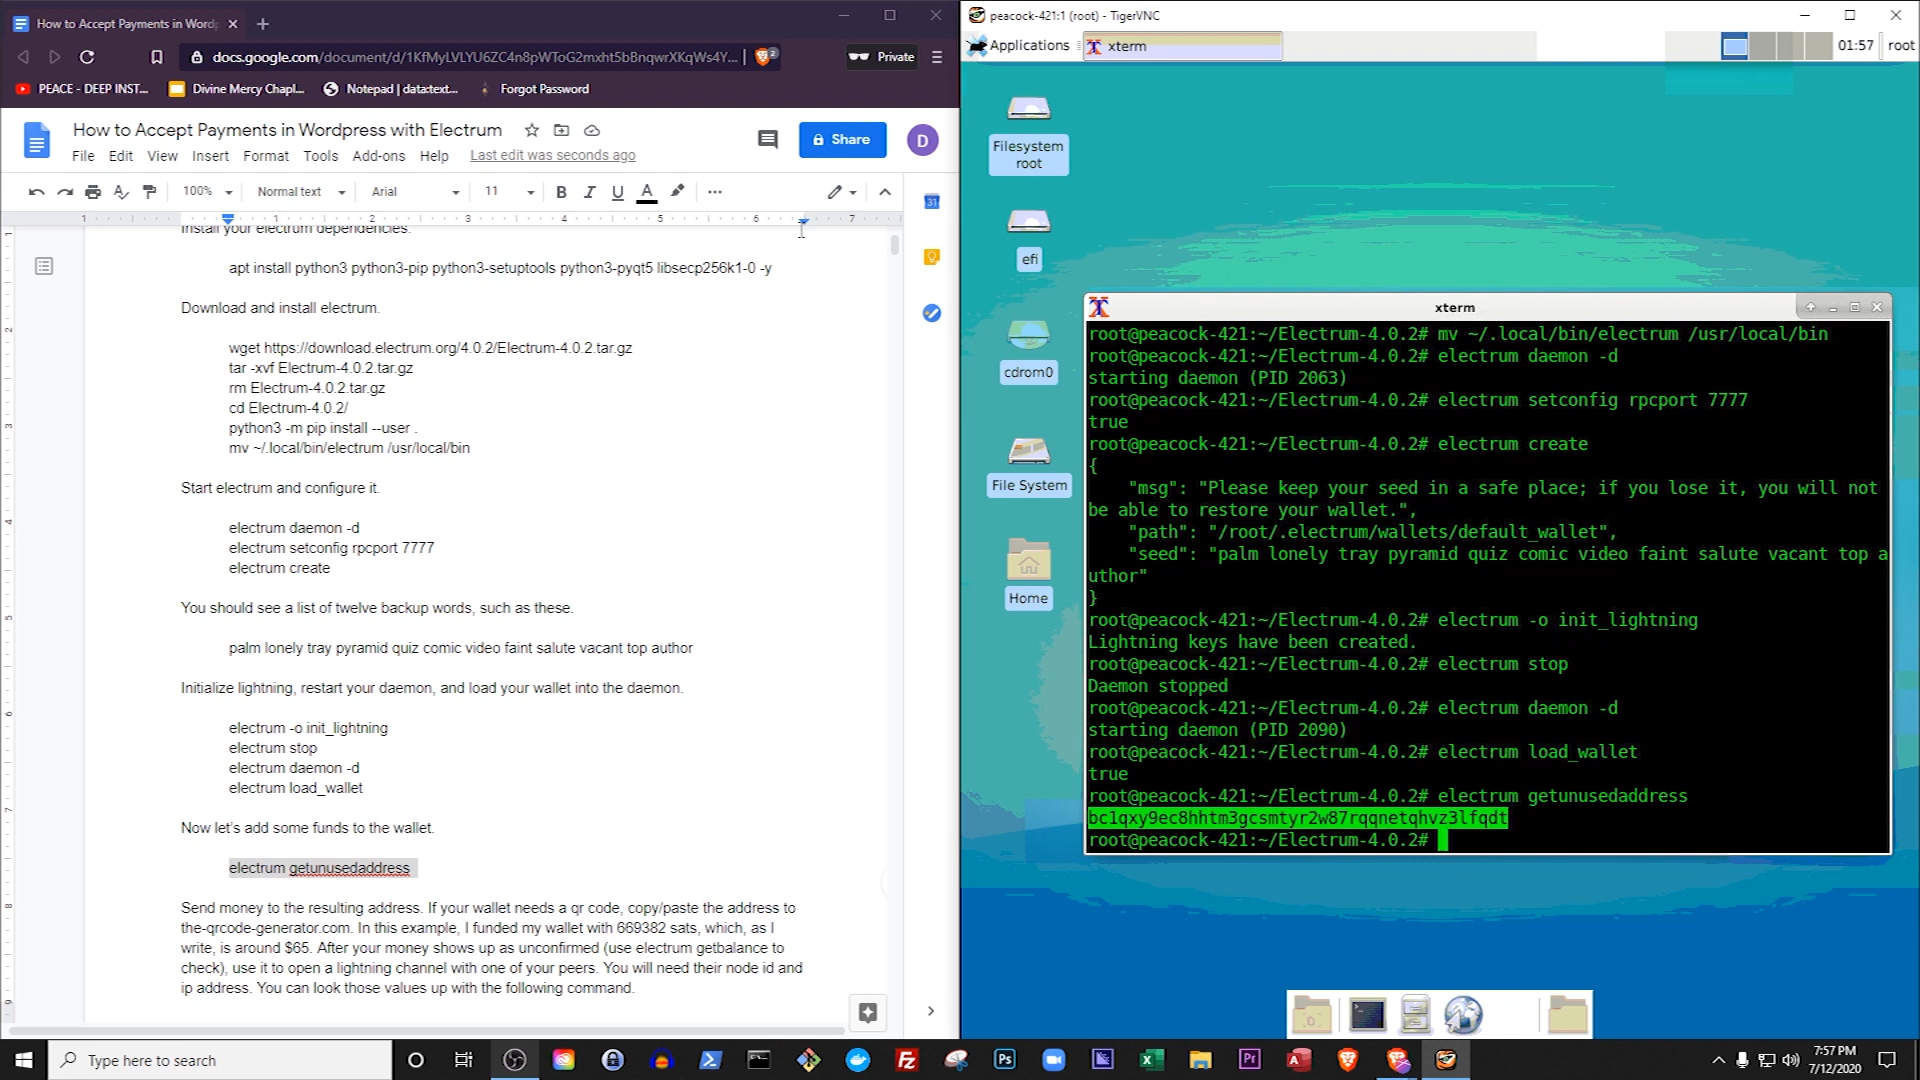 How to Accept Payments in Wordp
docs.google.com/document/d/1KfMyLVLYU6ZC4n8pWToG2mxht5bBnqwrXKqWs4Y...
2
Private
PEACE - DEEP INST...
Divine Mercy Chapl...
Notepad | data:text...
Forgot Password
How to Accept Payments in Wordpress with Electrum
Share
D
File Edit View Insert Format Tools Add-ons Help Last edit was seconds ago
100% Normal text Arial 11 B I U A
1 1 2 3 4 5 6 7
31
Install your electrum dependencies.
apt install python3 python3-pip python3-setuptools python3-pyqt5 libsecp256k1-0 -y
Download and install electrum.
wget https://download.electrum.org/4.0.2/Electrum-4.0.2.tar.gz
tar -xvf Electrum-4.0.2.tar.gz
rm Electrum-4.0.2.tar.gz
cd Electrum-4.0.2/
python3 -m pip install --user .
mv ~/.local/bin/electrum /usr/local/bin
Start electrum and configure it.
electrum daemon -d
electrum setconfig rpcport 7777
electrum create
You should see a list of twelve backup words, such as these.
palm lonely tray pyramid quiz comic video faint salute vacant top author
Initialize lightning, restart your daemon, and load your wallet into the daemon.
electrum -o init_lightning
electrum stop
electrum daemon -d
electrum load_wallet
Now let's add some funds to the wallet.
electrum getunusedaddress
Send money to the resulting address. If your wallet needs a qr code, copy/paste the address to
the-qrcode-generator.com. In this example, I funded my wallet with 669382 sats, which, as I
write, is around $65. After your money shows up as unconfirmed (use electrum getbalance to
check), use it to open a lightning channel with one of your peers. You will need their node id and
ip address. You can look those values up with the following command.
peacock-421:1 (root) - TigerVNC
Applications
xterm
01:57
root
Filesystem
root
efi
cdrom0
File System
Home
xterm
root@peacock-421:~/Electrum-4.0.2# mv ~/.local/bin/electrum /usr/local/bin
root@peacock-421:~/Electrum-4.0.2# electrum daemon -d
starting daemon (PID 2063)
root@peacock-421:~/Electrum-4.0.2# electrum setconfig rpcport 7777
true
root@peacock-421:~/Electrum-4.0.2# electrum create
{
"msg": "Please keep your seed in a safe place; if you lose it, you will not
be able to restore your wallet.",
"path": "/root/.electrum/wallets/default_wallet",
"seed": "palm lonely tray pyramid quiz comic video faint salute vacant top a
uthor"
}
root@peacock-421:~/Electrum-4.0.2# electrum -o init_lightning
Lightning keys have been created.
root@peacock-421:~/Electrum-4.0.2# electrum stop
Daemon stopped
root@peacock-421:~/Electrum-4.0.2# electrum daemon -d
starting daemon (PID 2090)
root@peacock-421:~/Electrum-4.0.2# electrum load_wallet
true
root@peacock-421:~/Electrum-4.0.2# electrum getunusedaddress
bc1qxy9ec8hhtm3gcsmtyr2w87rqqnetqhvz3lfqdt
root@peacock-421:~/Electrum-4.0.2#
Type here to search
Ps
Pr
7:57 PM
7/12/2020